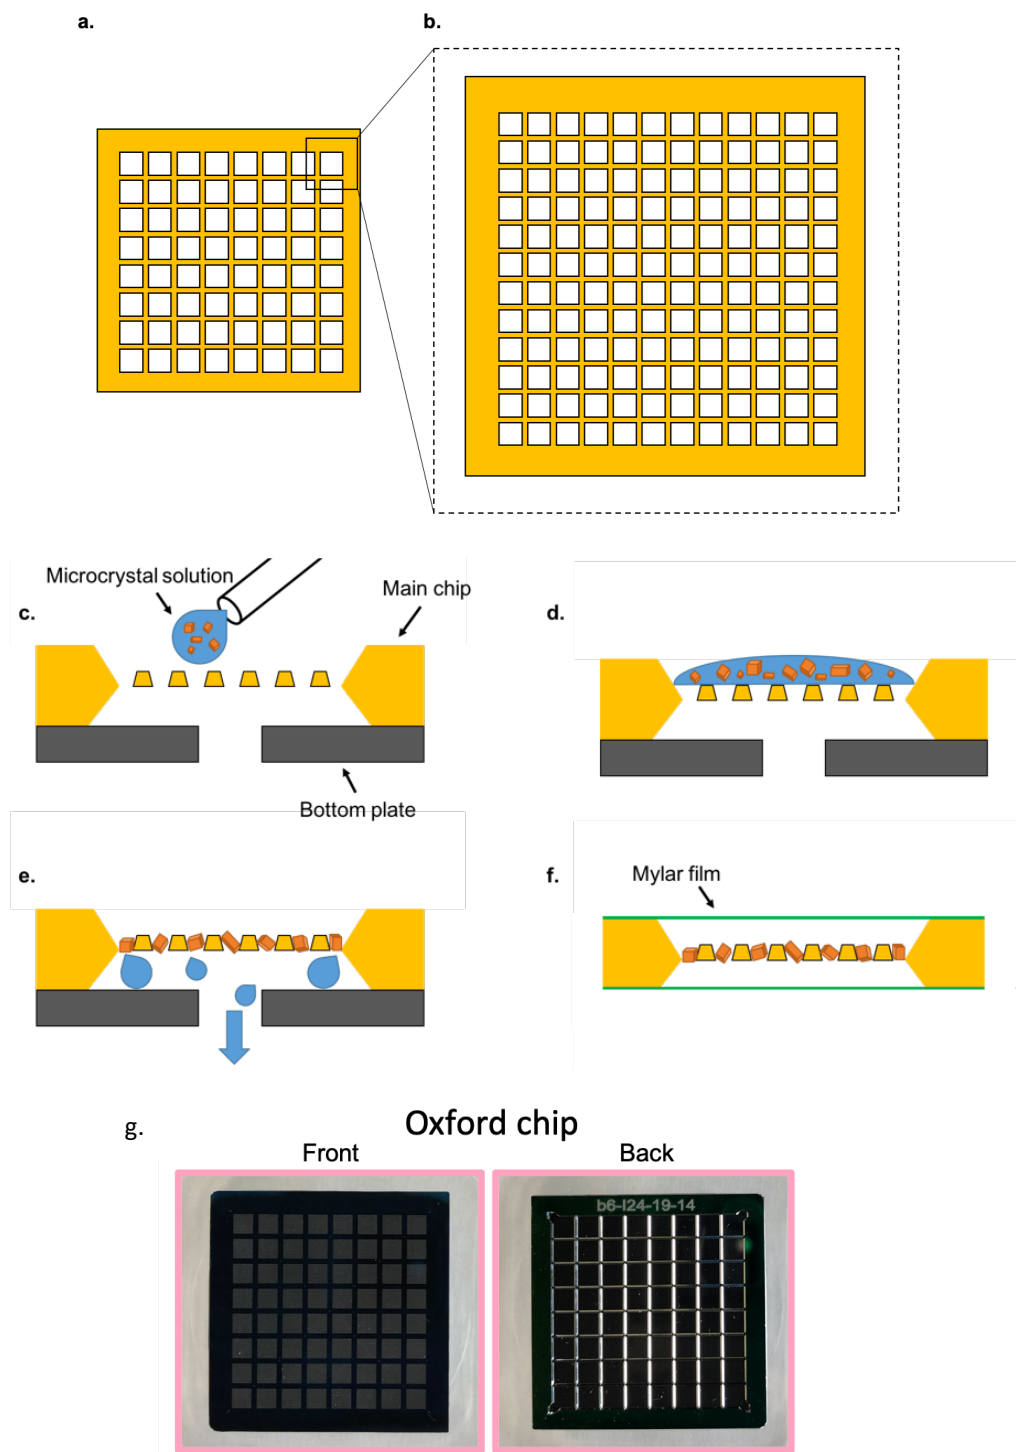 a.
b.
c.
Microcrystal solution
Main chip
Bottom plate
d.
e.
f.
Mylar film
g.
Oxford chip
Front
Back
b6-I24-19-14